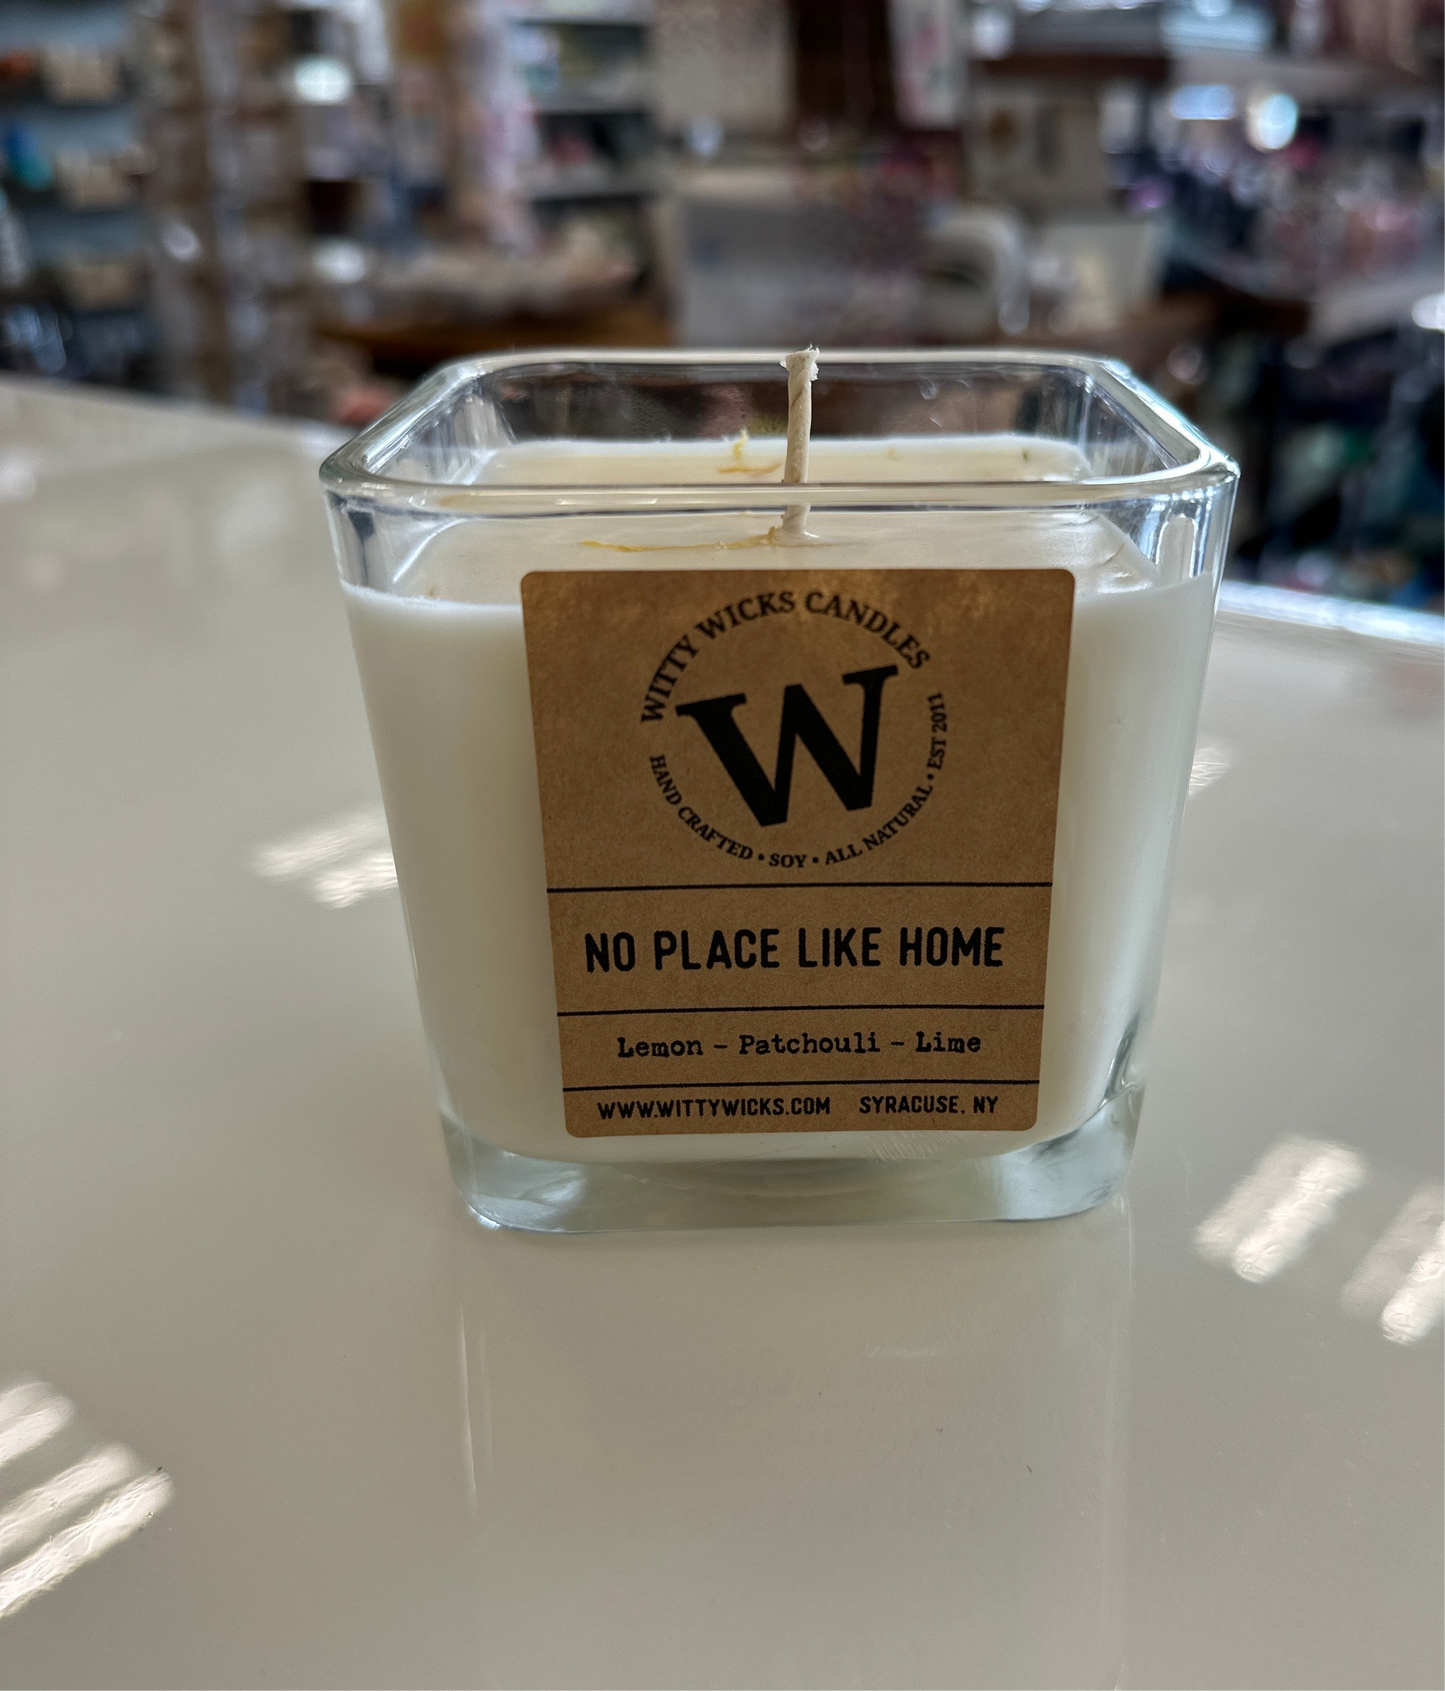 WITTY WICKS CANDLES
W
HAND CRAFTED • SOY • ALL NATURAL • EST 2011
NO PLACE LIKE HOME
Lemon - Patchouli - Lime
WWW.WITTYWICKS.COM SYRACUSE, NY